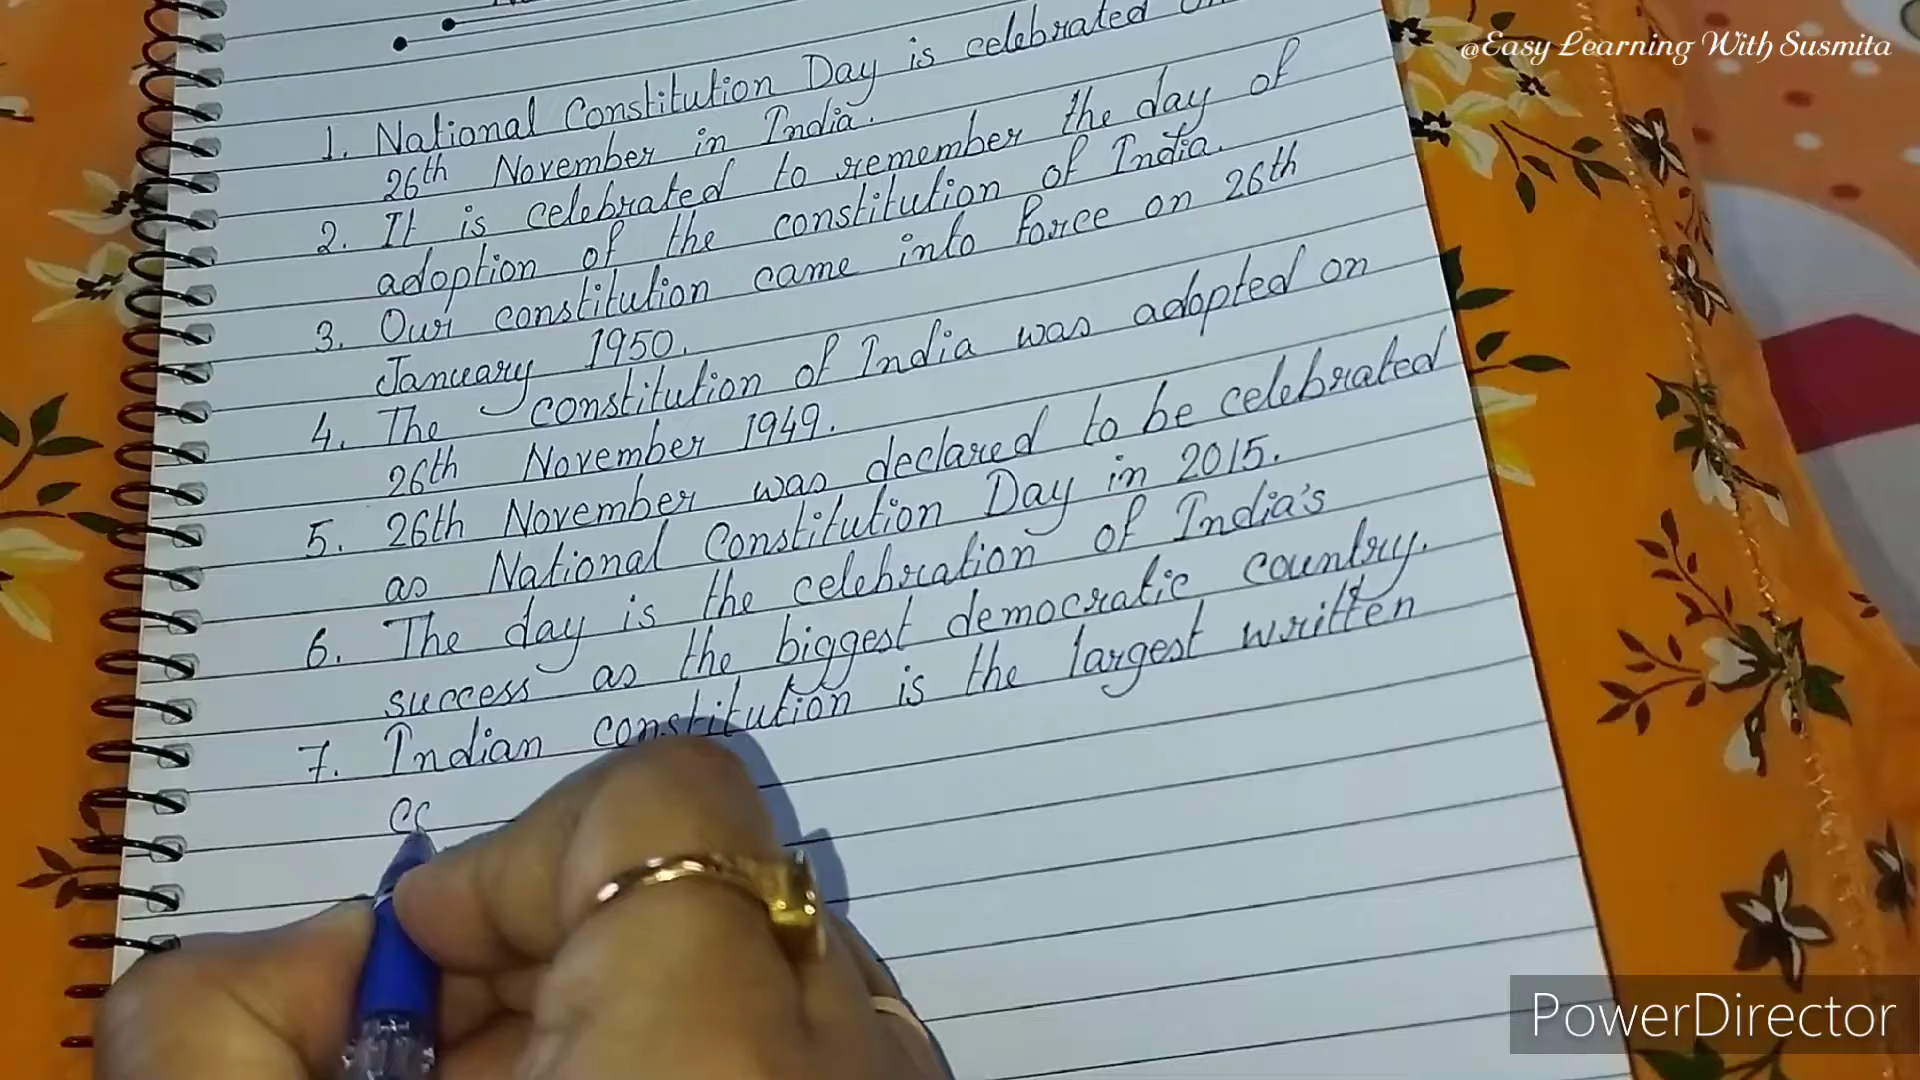 @Easy Learning With Susmita
1. National Constitution Day is celebrated
26th November in India.
2. It is celebrated to remember the day of
adoption of the constitution of India.
3. Our constitution came into force on 26th
January 1950.
4. The constitution of India was adopted on
26th November 1949.
5. 26th November was declared to be celebrated
as National Constitution Day in 2015.
6. The day is the celebration of India's
success as the biggest democratic country.
7. Indian constitution is the largest written
PowerDirector